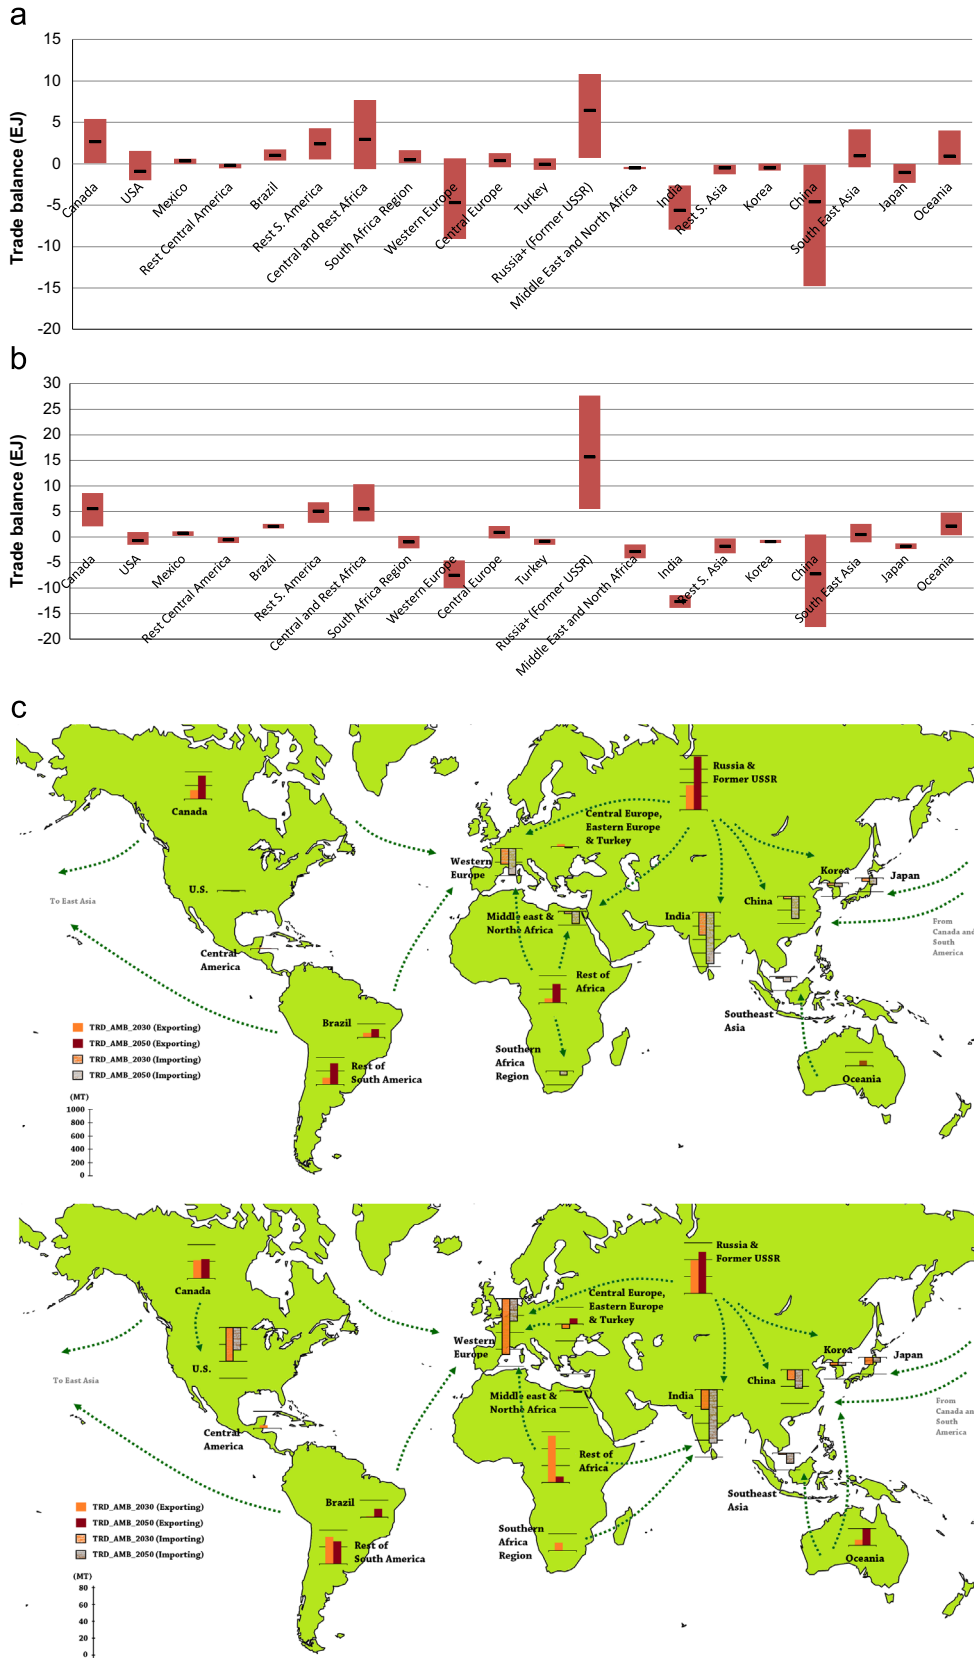 a
15
10
5
0
-5
-10
-15
-20
Trade balance (EJ)
Canada
USA
Mexico
Rest Central America
Brazil
Rest S. America
Central and Rest Africa
South Africa Region
Western Europe
Central Europe
Turkey
Russia+ (Former USSR)
Middle East and North Africa
India
Rest S. Asia
Korea
China
South East Asia
Japan
Oceania
b
30
25
20
15
10
5
0
-5
-10
-15
-20
Trade balance (EJ)
Canada
USA
Mexico
Rest Central America
Brazil
Rest S. America
Central and Rest Africa
South Africa Region
Western Europe
Central Europe
Turkey
Russia+ (Former USSR)
Middle East and North Africa
India
Rest S. Asia
Korea
China
South East Asia
Japan
Oceania
c
Russia &
Former USSR
Canada
Central Europe,
Eastern Europe
& Turkey
Western
Europe
Korea
Japan
U.S.
To East Asia
China
India
Middle east &
Northe Africa
From
Canada and
South
America
Central
America
Rest of
Africa
Southeast
Asia
Brazil
TRD_AMB_2030 (Exporting)
TRD_AMB_2050 (Exporting)
TRD_AMB_2030 (Importing)
TRD_AMB_2050 (Importing)
Rest of
South America
Southern
Africa
Region
Oceania
(MT)
1000
800
600
400
200
0
Russia &
Former USSR
Canada
Central Europe,
Eastern Europe
& Turkey
Western
Europe
Korea
Japan
U.S.
To East Asia
China
India
Middle east &
Northe Africa
From
Canada and
South
America
Central
America
Rest of
Africa
Southeast
Asia
Brazil
TRD_AMB_2030 (Exporting)
TRD_AMB_2050 (Exporting)
TRD_AMB_2030 (Importing)
TRD_AMB_2050 (Importing)
Rest of
South America
Southern
Africa
Region
Oceania
(MT)
80
60
40
20
0